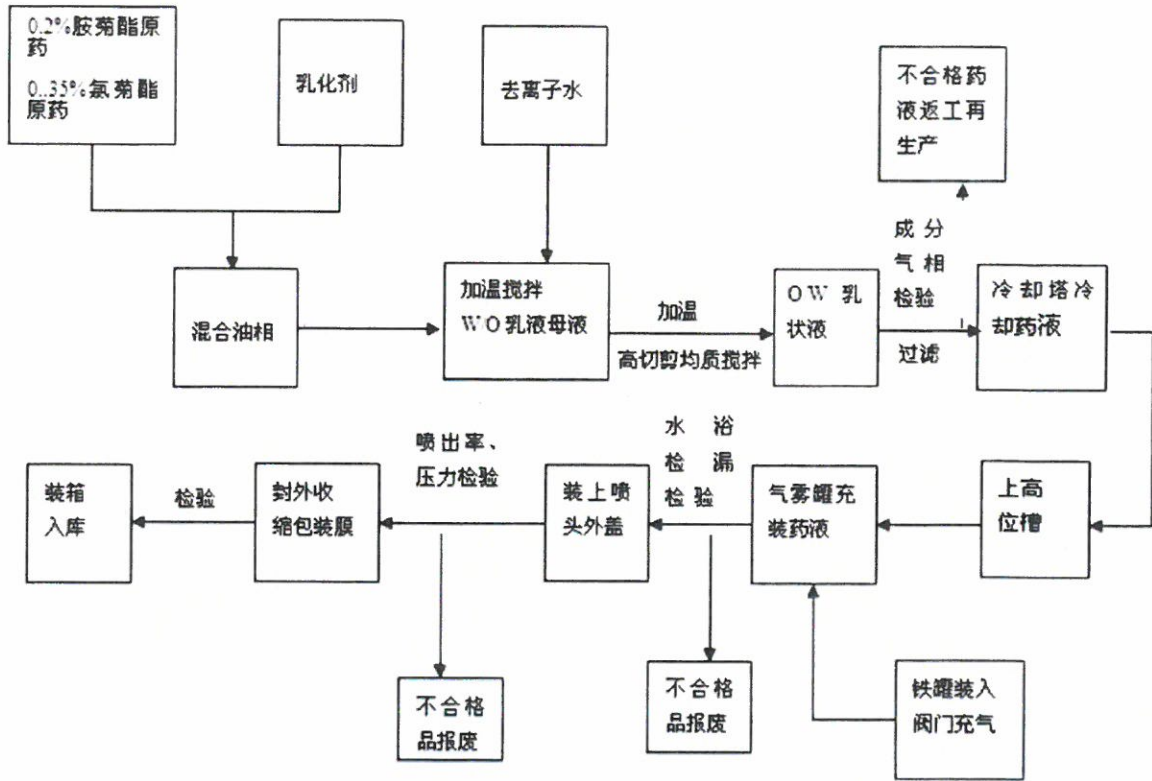 0.2%胺菊酯原
药
0..35%氯菊酯
原药
乳化剂
去离子水
不合格药
液返工再
生产
混合油相
加温搅拌
W/O乳液母液
加温
高切剪均质搅拌
OW 乳
状液
成分
气相
检验
过滤
冷却塔冷
却药液
装箱
入库
检验
封外收
缩包装膜
喷出率、
压力检验
装上喷
头外盖
水浴
检漏
检验
气雾罐充
装药液
上高
位槽
不合格
品报废
不合格
品报废
铁罐装入
阀门充气